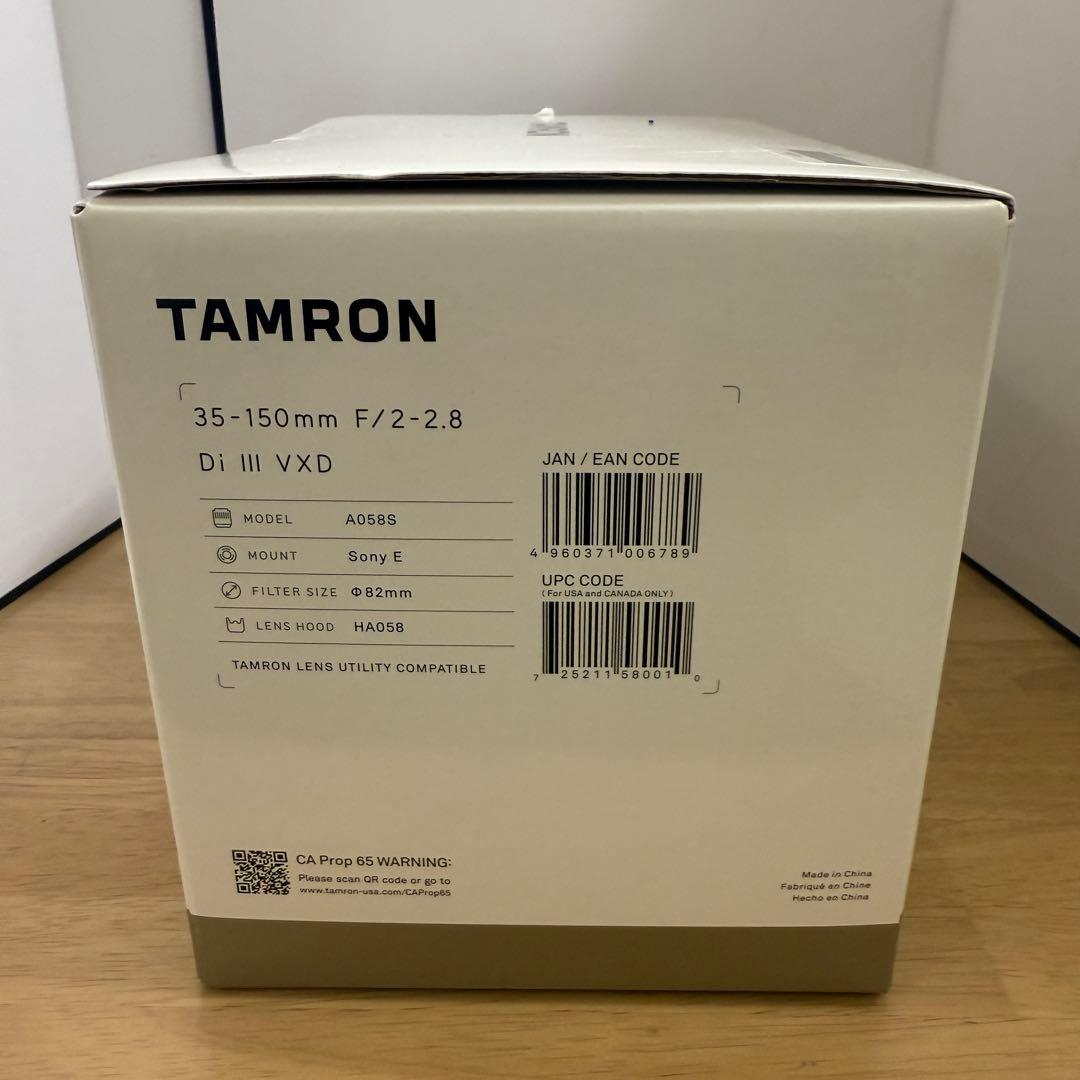 TAMRON
35-150mm F/2-2.8
Di III VXD
MODEL A058S
MOUNT Sony E
FILTER SIZE Φ82mm
LENS HOOD HA058
TAMRON LENS UTILITY COMPATIBLE
JAN / EAN CODE
4 960371 006789
UPC CODE
(For USA and CANADA ONLY)
7 25211 58001 0
CA Prop 65 WARNING:
Please scan QR code or go to
www.tamron-usa.com/CAProp65
Made in China
Fabriqué en Chine
Hecho en China